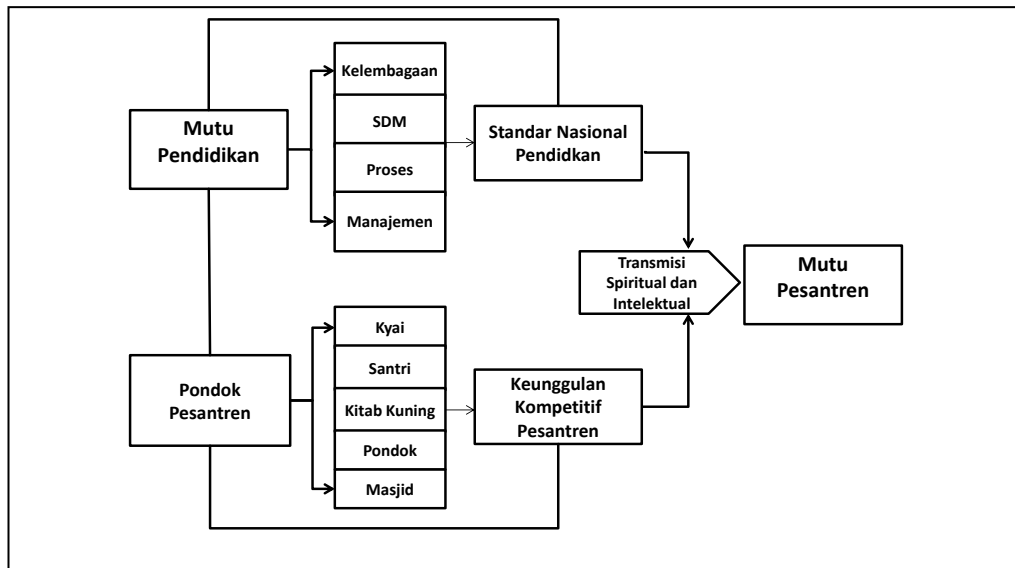 Mutu
Pendidikan
Kelembagaan
SDM
Proses
Manajemen
Standar Nasional
Pendidkan
Transmisi
Spiritual dan
Intelektual
Mutu
Pesantren
Pondok
Pesantren
Kyai
Santri
Kitab Kuning
Pondok
Masjid
Keunggulan
Kompetitif
Pesantren